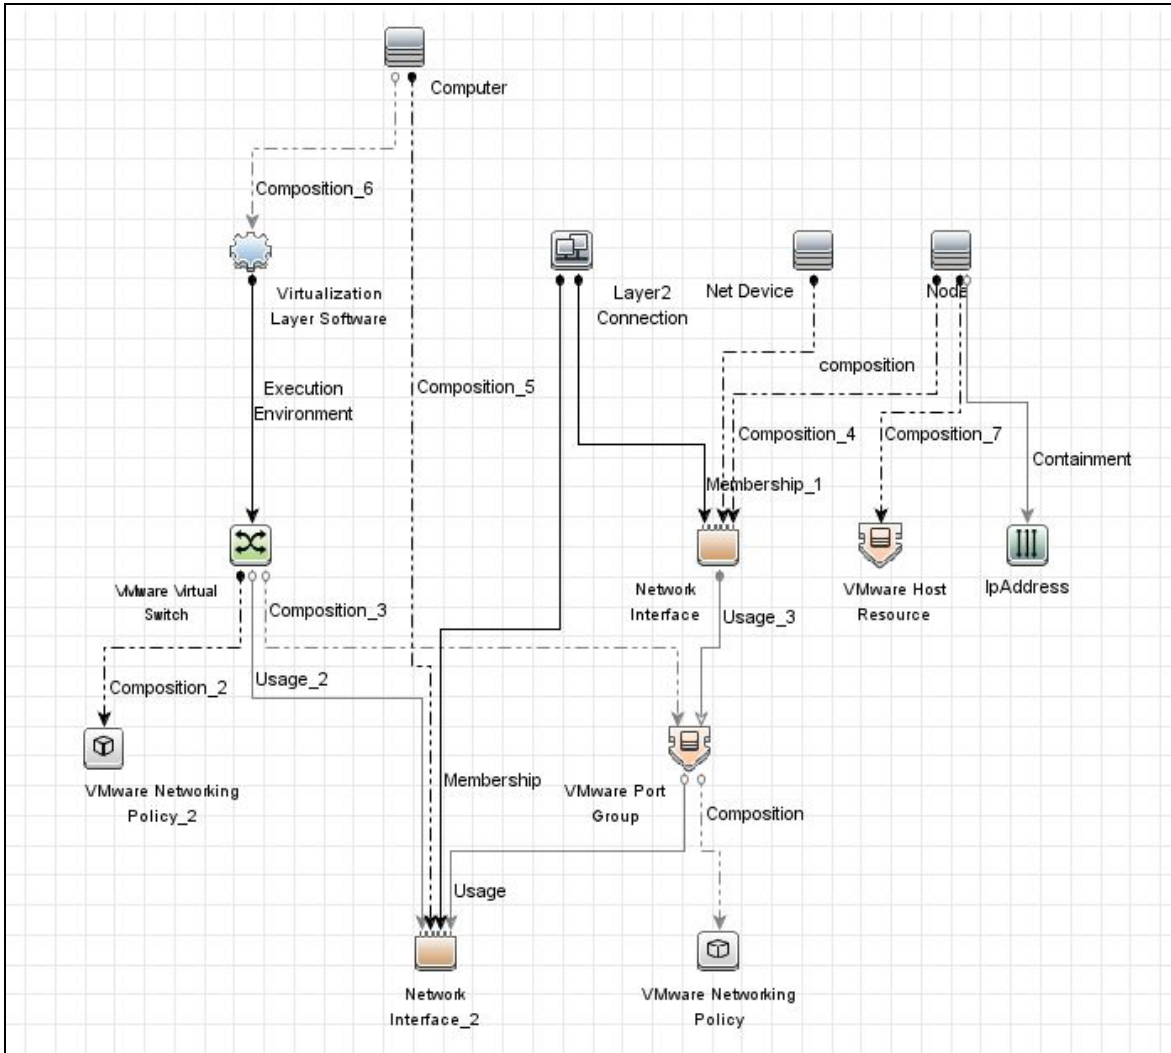 Computer
Composition_6
Virtualization
Layer Software
Layer2
Connection
Net Device
Node
composition
Execution
Environment
Composition_5
Composition_4
Composition_7
Containment
Membership_1
VMware Virtual
Switch
Composition_3
Network
Interface
Usage_3
VMware Host
Resource
IpAddress
Composition_2
Usage_2
VMware Networking
Policy_2
Membership
VMware Port
Group
Composition
Usage
Network
Interface_2
VMware Networking
Policy